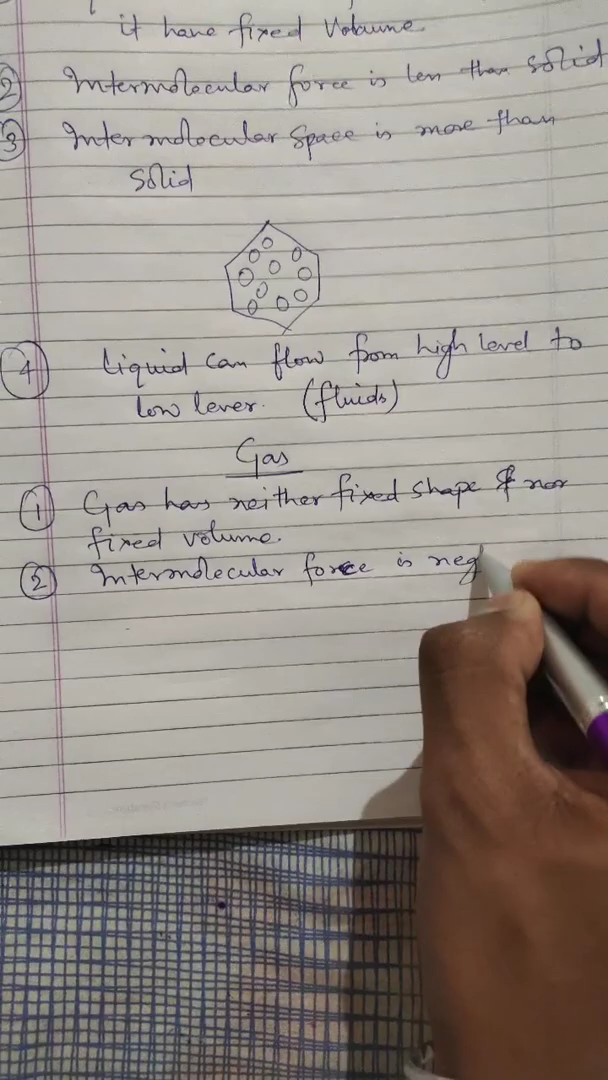 it have fixed volume.
② Intermolecular force is less than solid
③ Intermolecular space is more than
solid
④ Liquid can flow from high level to
low lever. (fluids)
Gas
① Gas has neither fixed shape nor
fixed volume.
② Intermolecular force is neg